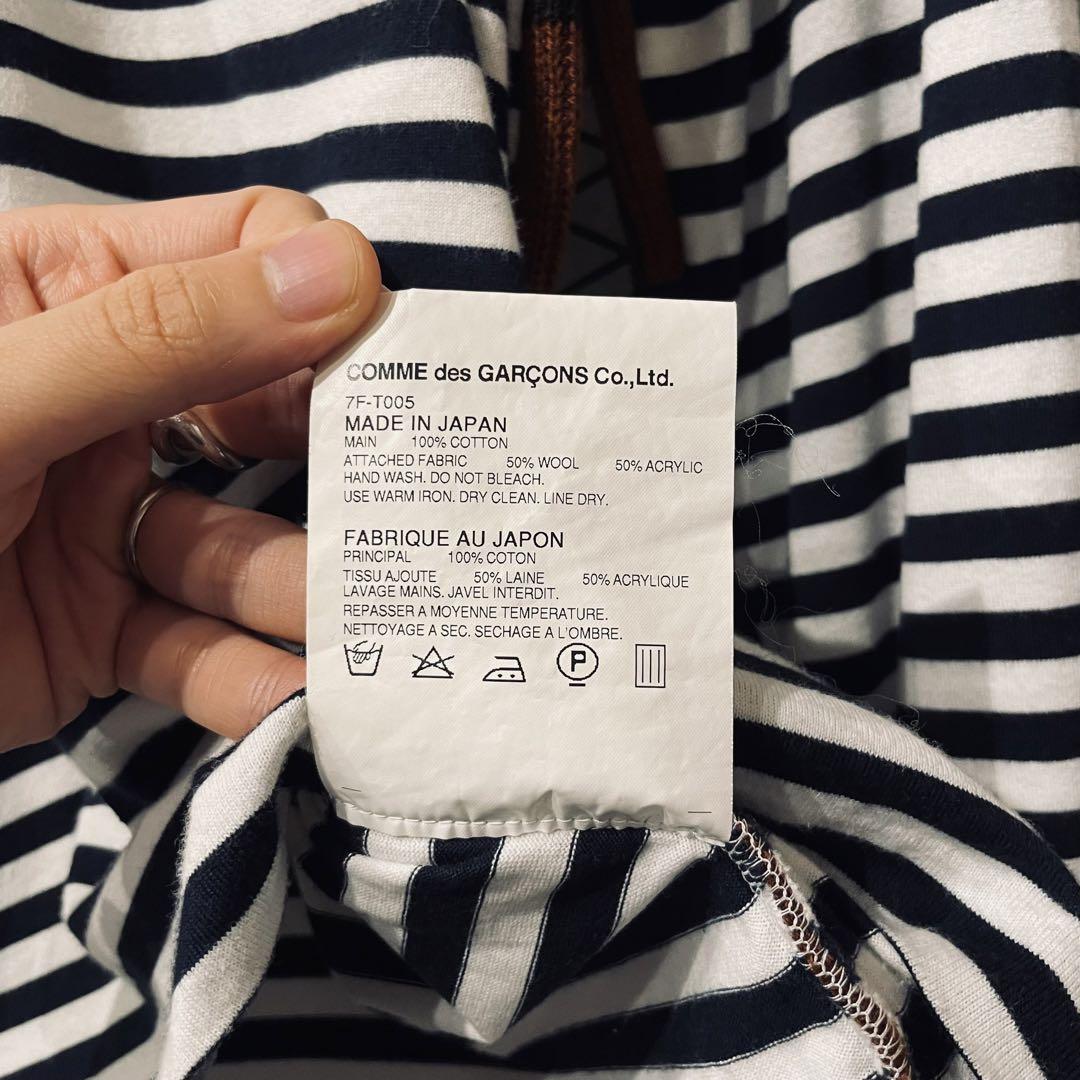 COMME des GARÇONS Co.,Ltd.
7F-T005
MADE IN JAPAN
MAIN 100% COTTON
ATTACHED FABRIC 50% WOOL 50% ACRYLIC
HAND WASH. DO NOT BLEACH.
USE WARM IRON. DRY CLEAN. LINE DRY.
FABRIQUE AU JAPON
PRINCIPAL 100% COTON
TISSU AJOUTE 50% LAINE 50% ACRYLIQUE
LAVAGE MAINS. JAVEL INTERDIT.
REPASSER A MOYENNE TEMPERATURE.
NETTOYAGE A SEC. SECHAGE A L'OMBRE.
P